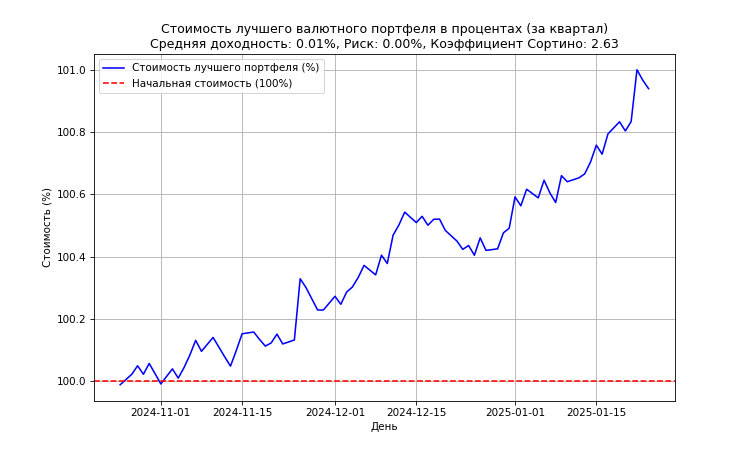 Стоимость лучшего валютного портфеля в процентах (за квартал)
Средняя доходность: 0.01%, Риск: 0.00%, Коэффициент Сортино: 2.63
Стоимость лучшего портфеля (%)
Начальная стоимость (100%)
Стоимость (%)
101.0
100.8
100.6
100.4
100.2
100.0
2024-11-01
2024-11-15
2024-12-01
2024-12-15
2025-01-01
2025-01-15
День